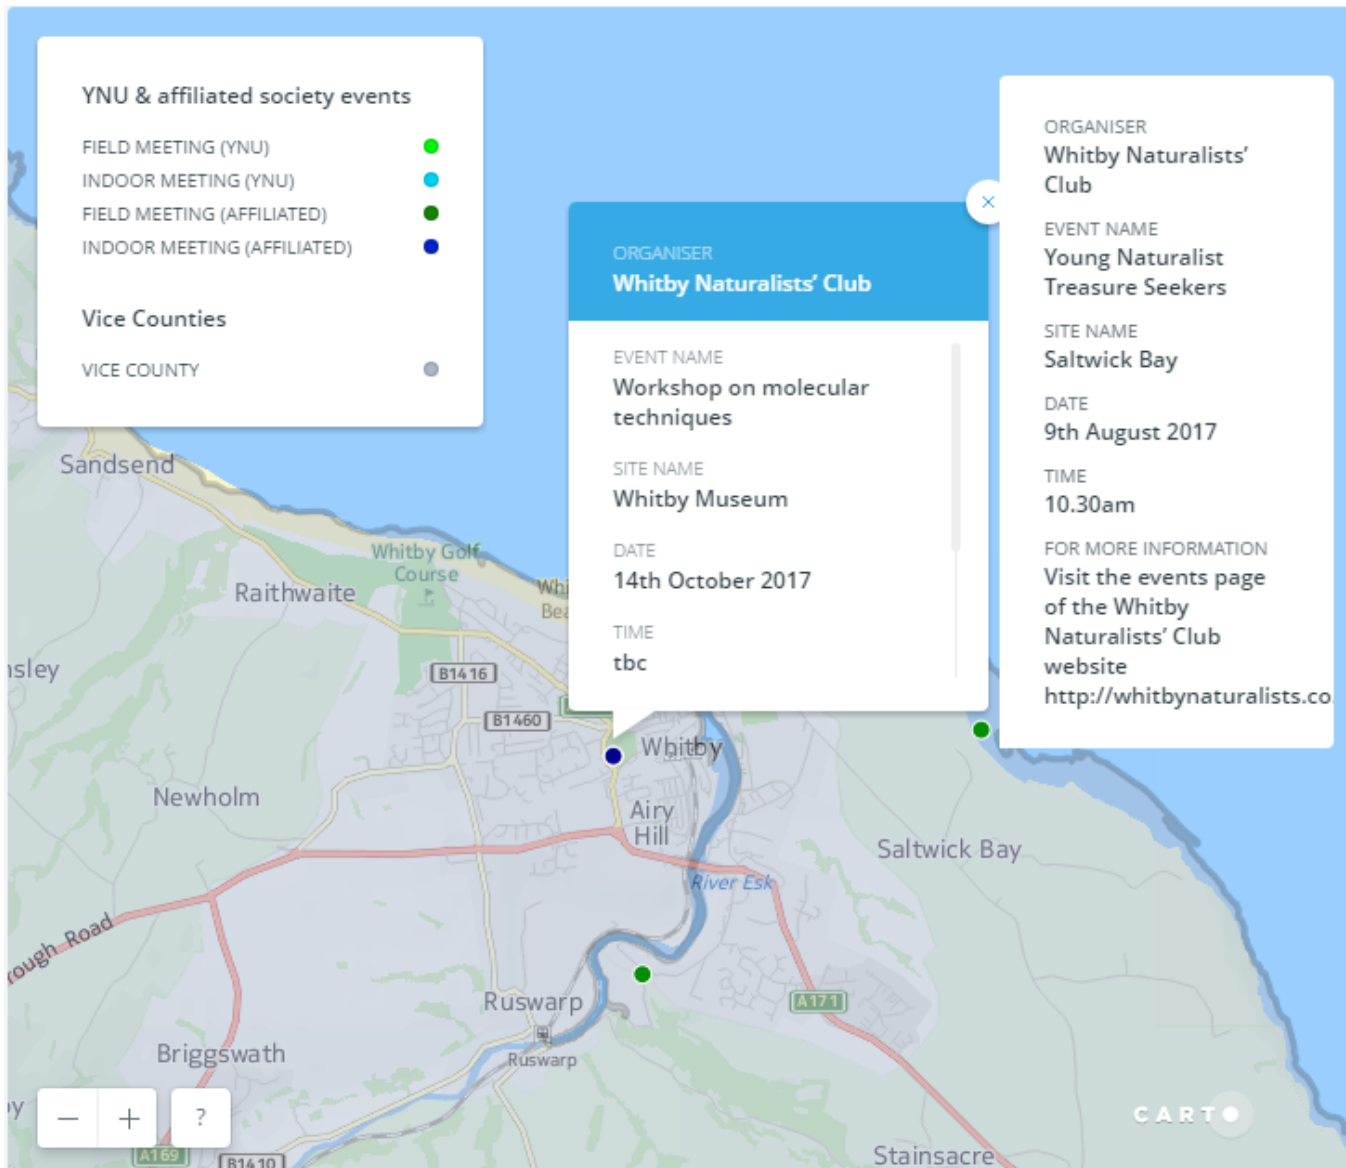 YNU & affiliated society events
FIELD MEETING (YNU)
INDOOR MEETING (YNU)
FIELD MEETING (AFFILIATED)
INDOOR MEETING (AFFILIATED)
Vice Counties
VICE COUNTY
ORGANISER
Whitby Naturalists’ Club
EVENT NAME
Workshop on molecular
techniques
SITE NAME
Whitby Museum
DATE
14th October 2017
TIME
tbc
ORGANISER
Whitby Naturalists’
Club
EVENT NAME
Young Naturalist
Treasure Seekers
SITE NAME
Saltwick Bay
DATE
9th August 2017
TIME
10.30am
FOR MORE INFORMATION
Visit the events page
of the Whitby
Naturalists’ Club
website
http://whitbynaturalists.co.
Sandsend
Whitby Golf
Course
Raithwaite
B1416
B1460
Whitby
Newholm
Airy
Hill
Saltwick Bay
River Esk
rough Road
Ruswarp
A171
Briggswath
Ruswarp
?
CARTO
A169
B1410
Stainsacre